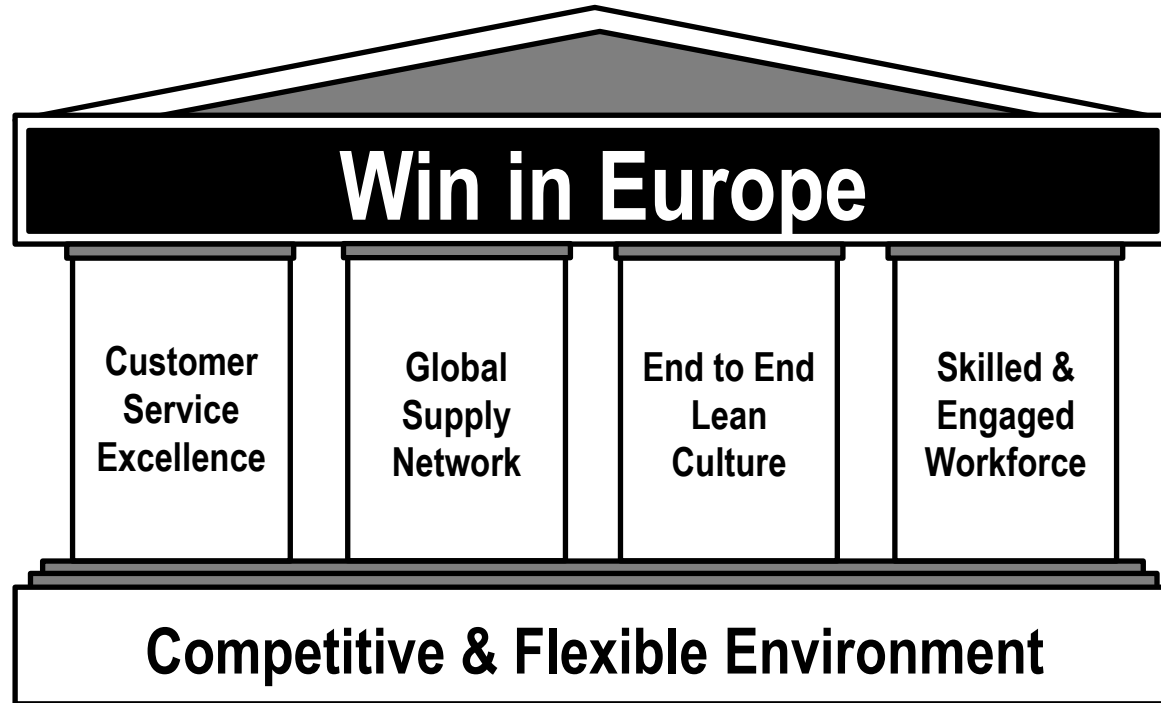 Win in Europe
Customer
Service
Excellence
Global
Supply
Network
End to End
Lean
Culture
Skilled &
Engaged
Workforce
Competitive & Flexible Environment